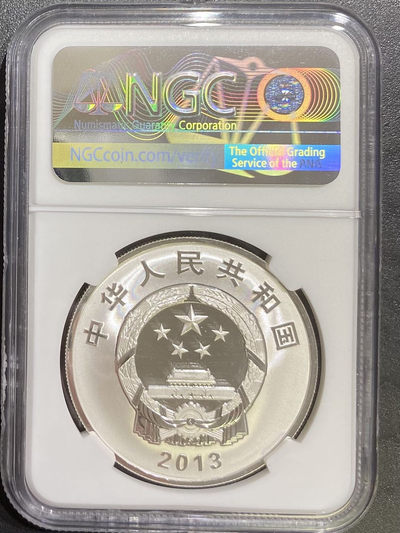 NGC
Numismatic Guaranty Corporation
NGCcoin.com/ver
The Official Grading
Service of the ANA
中华人民共和国
2013